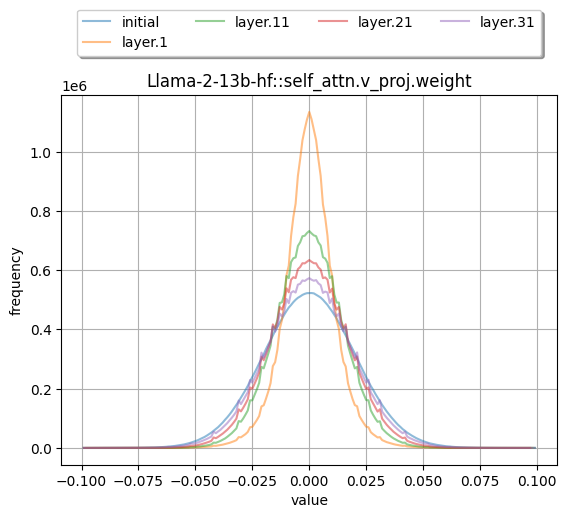 initial layer.11 layer.21 layer.31
layer.1
Llama-2-13b-hf::self_attn.v_proj.weight
1e6
1.0
0.8
0.6
0.4
0.2
0.0
frequency
−0.100 −0.075 −0.050 −0.025 0.000 0.025 0.050 0.075 0.100
value